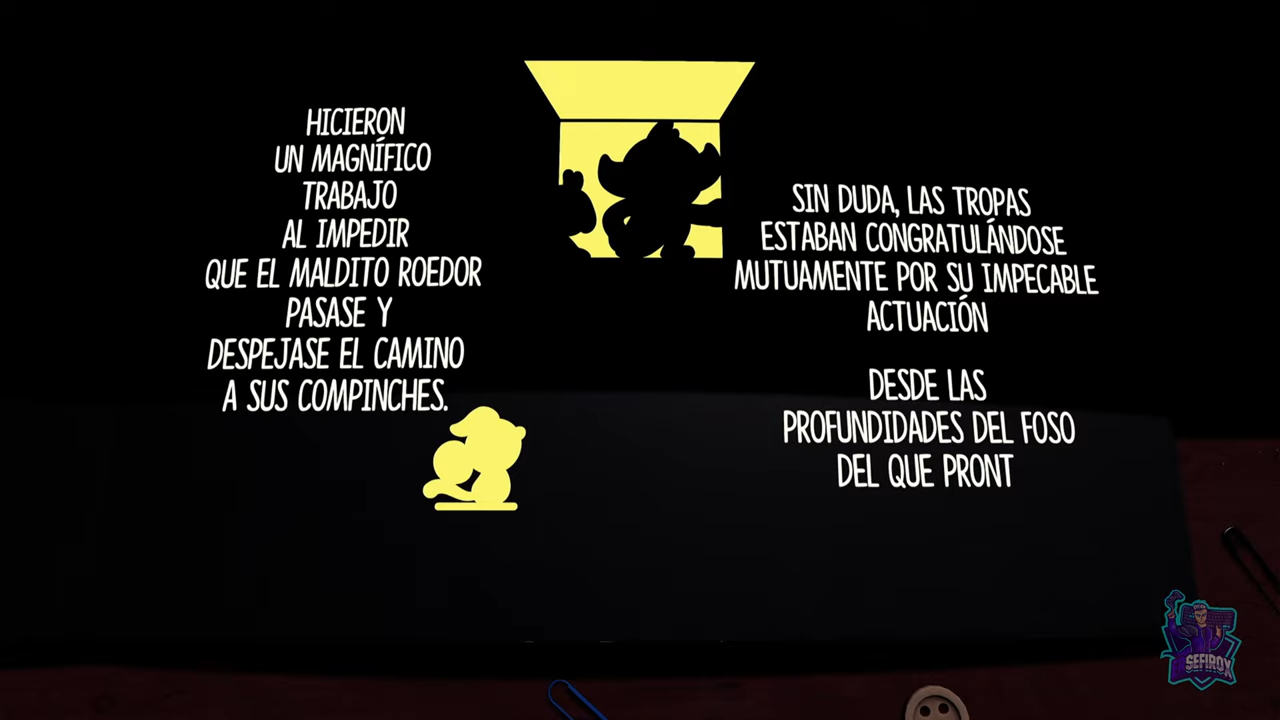 HICIERON
UN MAGNÍFICO
TRABAJO
AL IMPEDIR
QUE EL MALDITO ROEDOR
PASASE Y
DESPEJASE EL CAMINO
A SUS COMPINCHES.
SIN DUDA, LAS TROPAS
ESTABAN CONGRATULÁNDOSE
MUTUAMENTE POR SU IMPECABLE
ACTUACIÓN
DESDE LAS
PROFUNDIDADES DEL FOSO
DEL QUE PRONT
SEFIROX